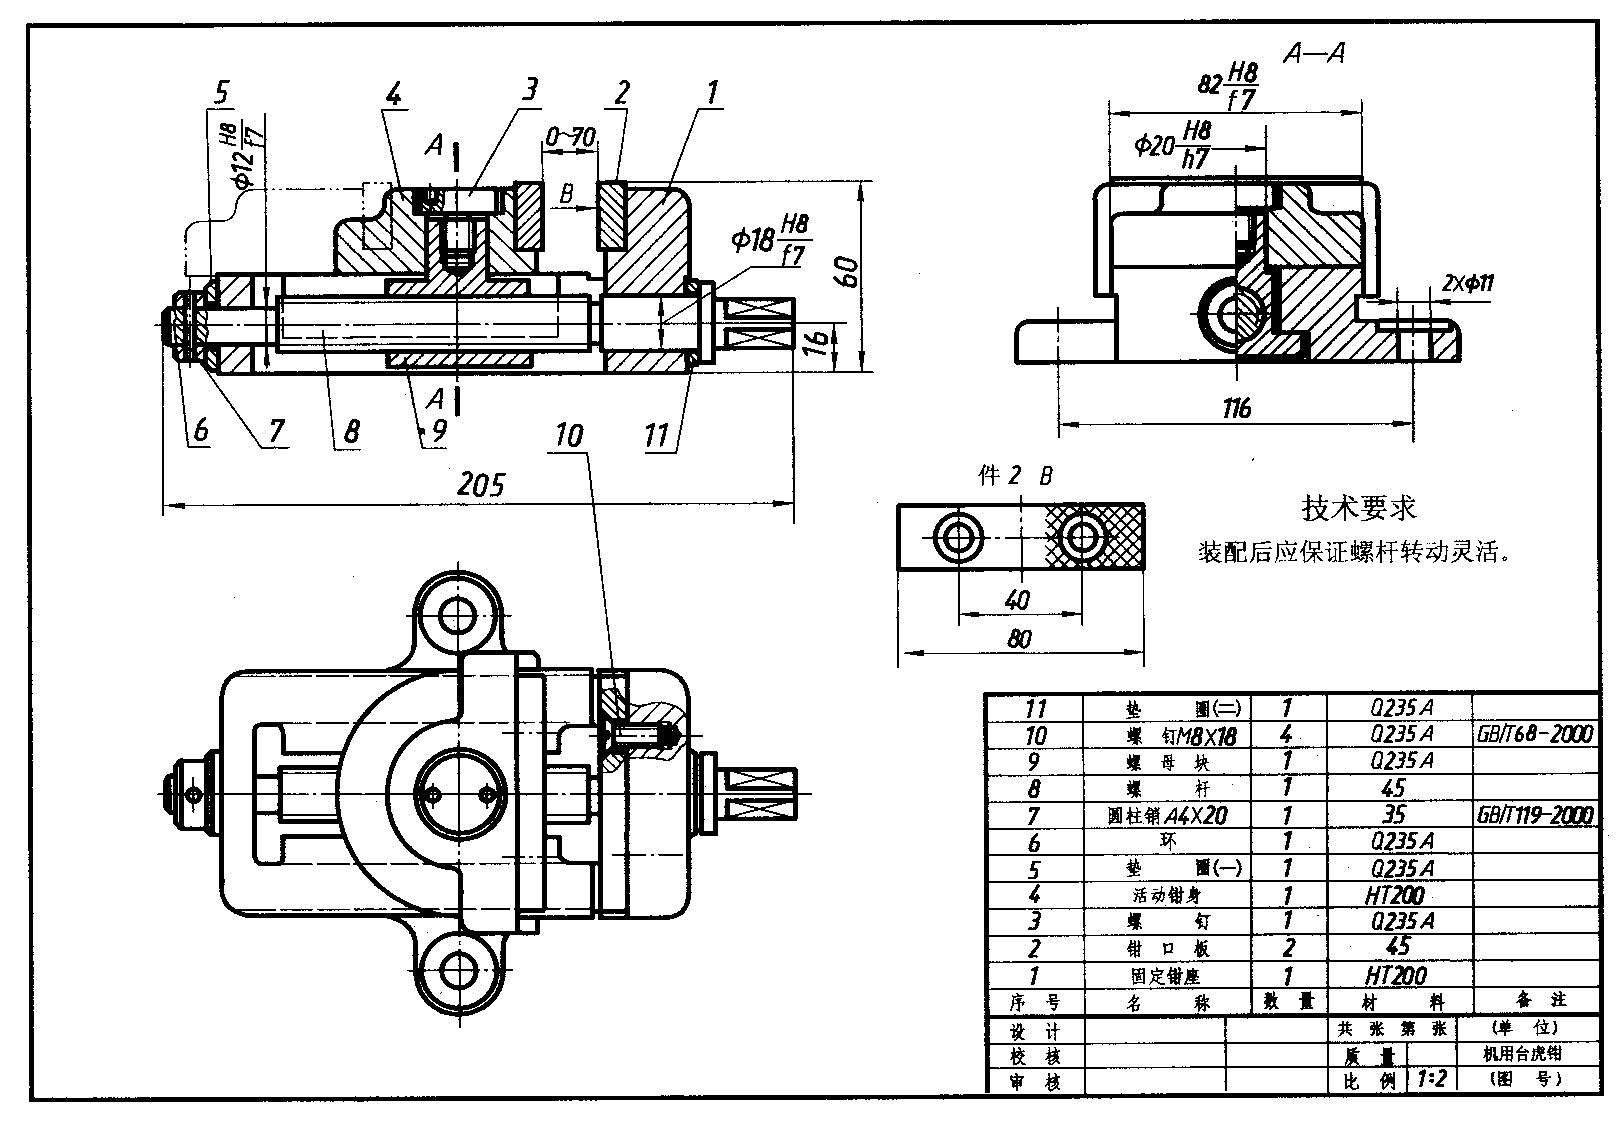 5
4
3
2
1
A
0~70
B
φ12 H8/f7
φ18 H8/f7
60
16
A
6
7
8
9
10
11
205
A—A
82 H8/f7
φ20 H8/h7
2Xφ11
116
件 2 B
40
80
技术要求
装配后应保证螺杆转动灵活。
11 垫 圈(二) 1 Q235A
10 螺 钉M8X18 4 Q235A GB/T68-2000
9 螺 母 块 1 Q235A
8 螺 杆 1 45
7 圆柱销A4X20 1 35 GB/T119-2000
6 环 1 Q235A
5 垫 圈(一) 1 Q235A
4 活动钳身 1 HT200
3 螺 钉 1 Q235A
2 钳 口 板 2 45
1 固定钳座 1 HT200
序 号 名 称 数 量 材 料 备 注
设 计 共 张 第 张 (单 位)
校 核 质 量 机用台虎钳
审 核 比 例 1:2 (图 号)